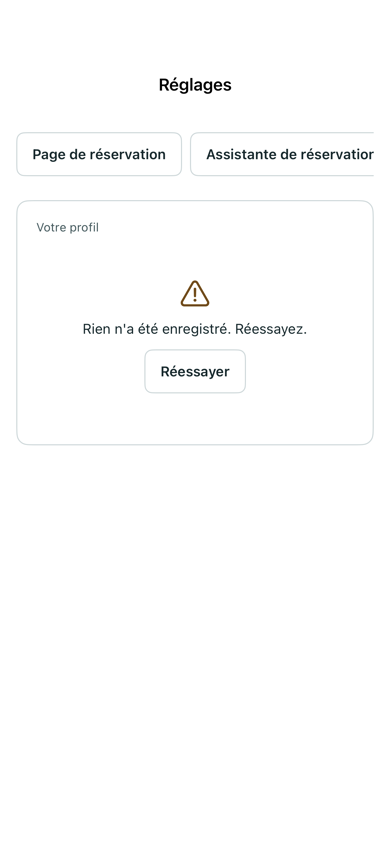 Réglages
Page de réservation
Assistante de réservation
Votre profil
Rien n'a été enregistré. Réessayez.
Réessayer